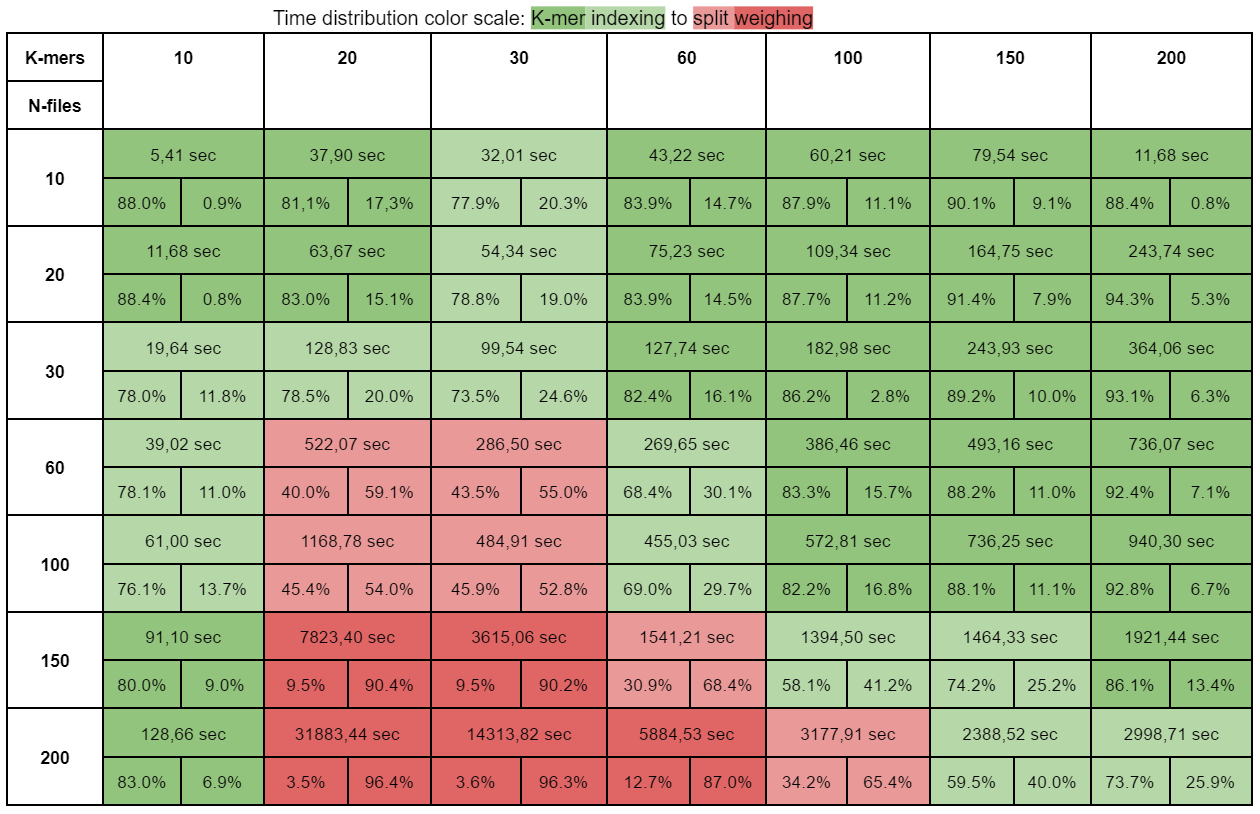 Time distribution color scale: K-mer indexing to split weighing
K-mers 10 20 30 60 100 150 200
N-files
5,41 sec 37,90 sec 32,01 sec 43,22 sec 60,21 sec 79,54 sec 11,68 sec
10
88.0% 0.9% 81,1% 17,3% 77.9% 20.3% 83.9% 14.7% 87.9% 11.1% 90.1% 9.1% 88.4% 0.8%
11,68 sec 63,67 sec 54,34 sec 75,23 sec 109,34 sec 164,75 sec 243,74 sec
20
88.4% 0.8% 83.0% 15.1% 78.8% 19.0% 83.9% 14.5% 87.7% 11.2% 91.4% 7.9% 94.3% 5.3%
19,64 sec 128,83 sec 99,54 sec 127,74 sec 182,98 sec 243,93 sec 364,06 sec
30
78.0% 11.8% 78.5% 20.0% 73.5% 24.6% 82.4% 16.1% 86.2% 2.8% 89.2% 10.0% 93.1% 6.3%
39,02 sec 522,07 sec 286,50 sec 269,65 sec 386,46 sec 493,16 sec 736,07 sec
60
78.1% 11.0% 40.0% 59.1% 43.5% 55.0% 68.4% 30.1% 83.3% 15.7% 88.2% 11.0% 92.4% 7.1%
61,00 sec 1168,78 sec 484,91 sec 455,03 sec 572,81 sec 736,25 sec 940,30 sec
100
76.1% 13.7% 45.4% 54.0% 45.9% 52.8% 69.0% 29.7% 82.2% 16.8% 88.1% 11.1% 92.8% 6.7%
91,10 sec 7823,40 sec 3615,06 sec 1541,21 sec 1394,50 sec 1464,33 sec 1921,44 sec
150
80.0% 9.0% 9.5% 90.4% 9.5% 90.2% 30.9% 68.4% 58.1% 41.2% 74.2% 25.2% 86.1% 13.4%
128,66 sec 31883,44 sec 14313,82 sec 5884,53 sec 3177,91 sec 2388,52 sec 2998,71 sec
200
83.0% 6.9% 3.5% 96.4% 3.6% 96.3% 12.7% 87.0% 34.2% 65.4% 59.5% 40.0% 73.7% 25.9%